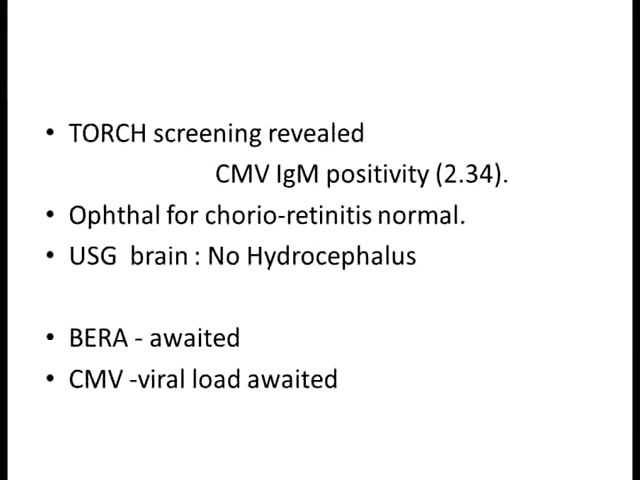 • TORCH screening revealed
CMV IgM positivity (2.34).
• Ophthal for chorio-retinitis normal.
• USG brain : No Hydrocephalus
• BERA - awaited
• CMV -viral load awaited